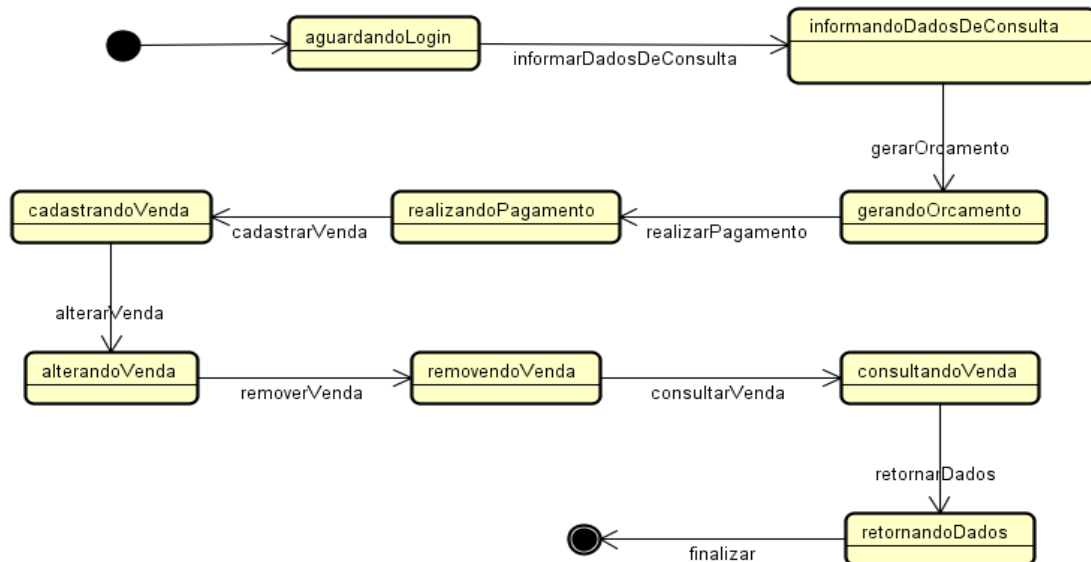 aguardandoLogin
informarDadosDeConsulta
informandoDadosDeConsulta
gerarOrcamento
cadastrandoVenda
cadastrarVenda
realizandoPagamento
realizarPagamento
gerandoOrcamento
alterarVenda
alterandoVenda
removerVenda
removendoVenda
consultarVenda
consultandoVenda
retornarDados
retornandoDados
finalizar